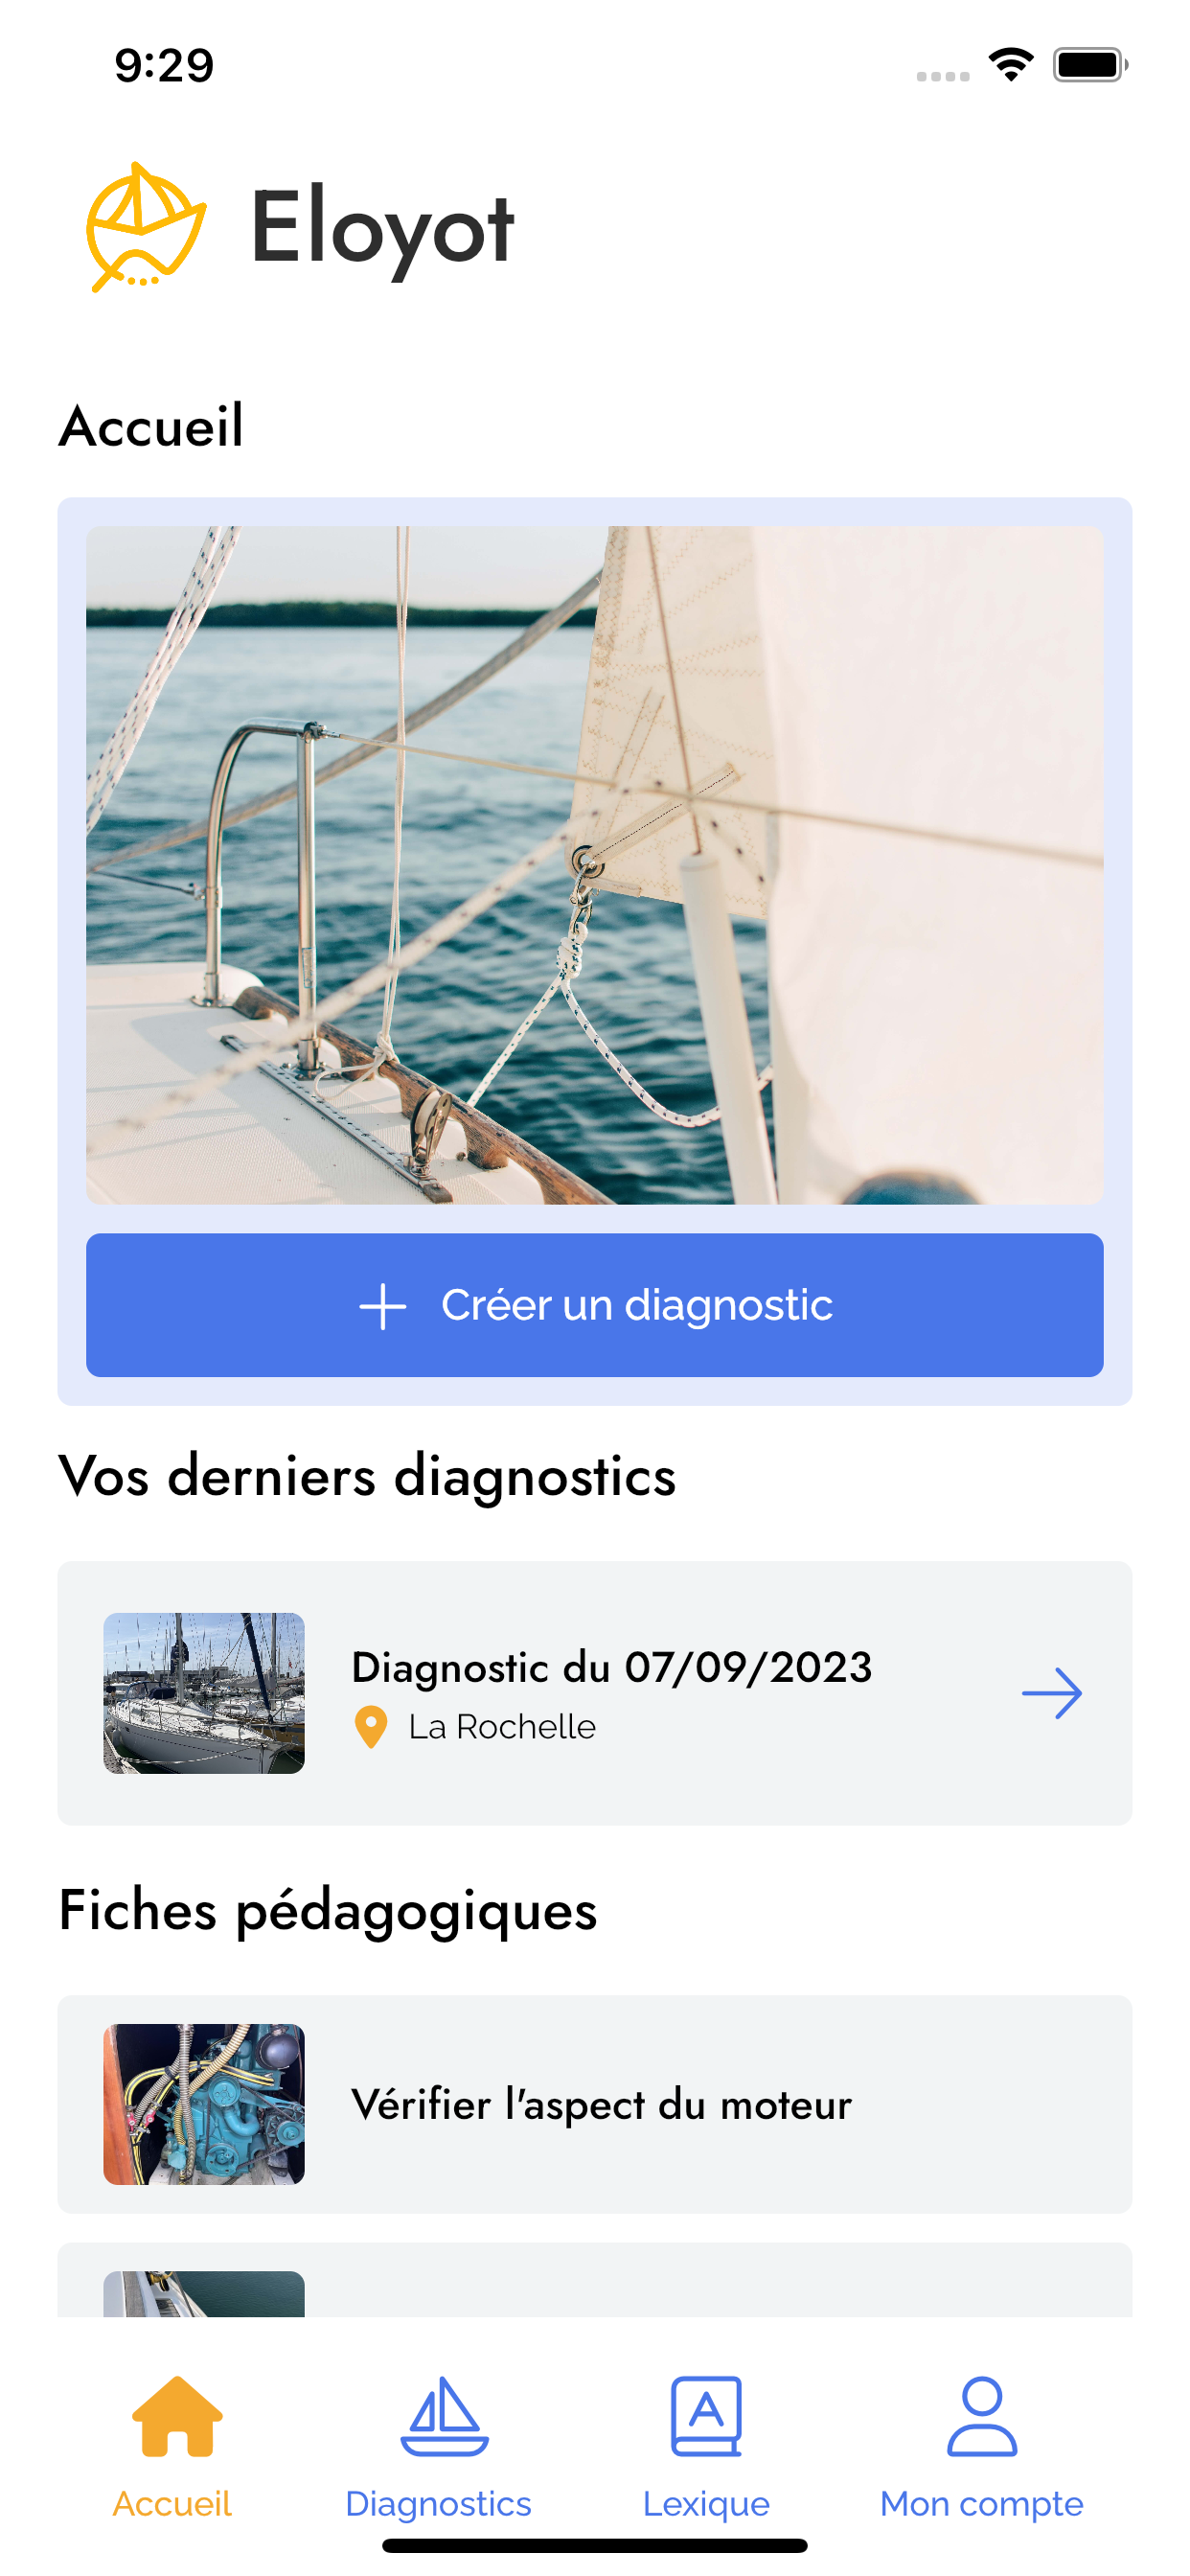 9:29
Eloyot
Accueil
Créer un diagnostic
Vos derniers diagnostics
Diagnostic du 07/09/2023
La Rochelle
Fiches pédagogiques
Vérifier l'aspect du moteur
A
Accueil
Diagnostics
Lexique
Mon compte